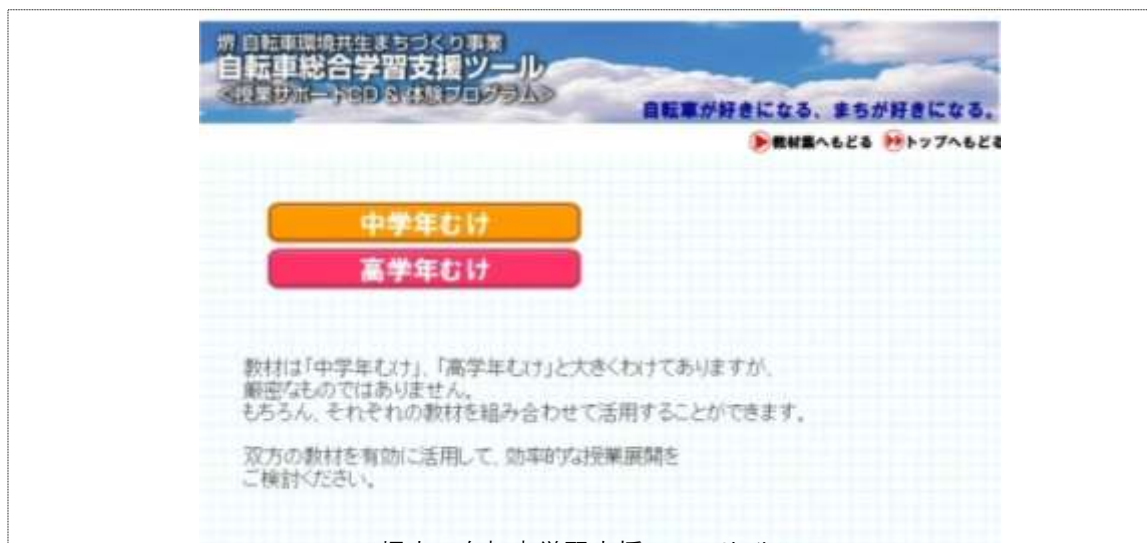 堺 自転車環境共生まちづくり事業
自転車総合学習支援ツール
<授業サポートCD & 体験プログラム>
自転車が好きになる、まちが好きになる。
教材集へもどる トップへもどる
中学年むけ
高学年むけ
教材は「中学年むけ」、「高学年むけ」と大きくわけてありますが、
厳密なものではありません。
もちろん、それぞれの教材を組み合わせて活用することができます。
双方の教材を有効に活用して、効率的な授業展開を
ご検討ください。